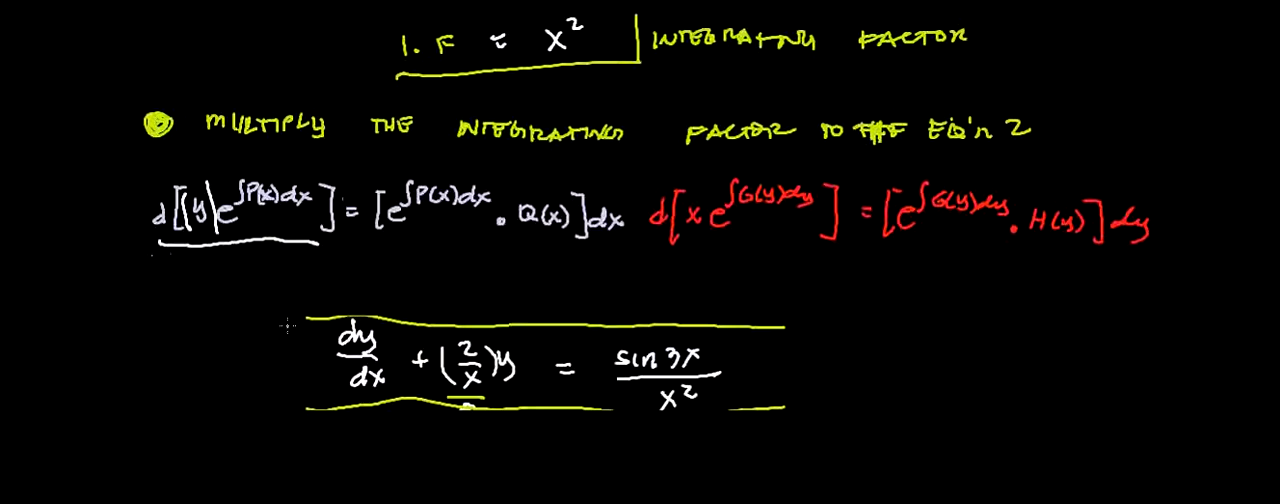 I. F = x² | INTEGRATING FACTOR
MULTIPLY THE INTEGRATING FACTOR TO THE EQ'n 2
d[(y)e^{∫P(x)dx}] = [e^{∫P(x)dx} . Q(x)]dx d[x e^{∫G(y)dy}] = [e^{∫G(y)dy} . H(y)]dy
dy/dx + (2/x)y = sin 3x / x²